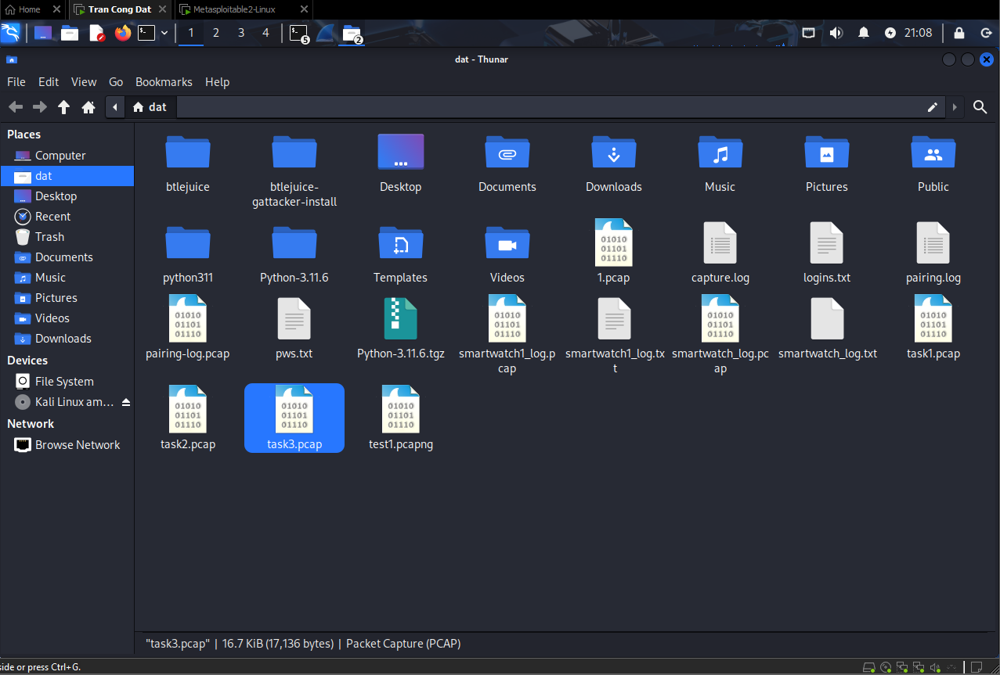 Home
Tran Cong Dat
Metasploitable2-Linux
1 2 3 4
5
2
21:08
dat - Thunar
File Edit View Go Bookmarks Help
dat
Places
Computer
dat
Desktop
Recent
Trash
Documents
Music
Pictures
Videos
Downloads
Devices
File System
Kali Linux am...
Network
Browse Network
btlejuice
btlejuice-
gattacker-install
Desktop
Documents
Downloads
Music
Pictures
Public
python311
Python-3.11.6
Templates
Videos
01010
01101
01110
1.pcap
capture.log
logins.txt
pairing.log
01010
01101
01110
pairing-log.pcap
pws.txt
Python-3.11.6.tgz
01010
01101
01110
smartwatch1_log.p
cap
smartwatch1_log.tx
t
01010
01101
01110
smartwatch_log.pc
ap
smartwatch_log.txt
01010
01101
01110
task1.pcap
01010
01101
01110
task2.pcap
01010
01101
01110
task3.pcap
01010
01101
01110
test1.pcapng
"task3.pcap" | 16.7 KiB (17,136 bytes) | Packet Capture (PCAP)
side or press Ctrl+G.